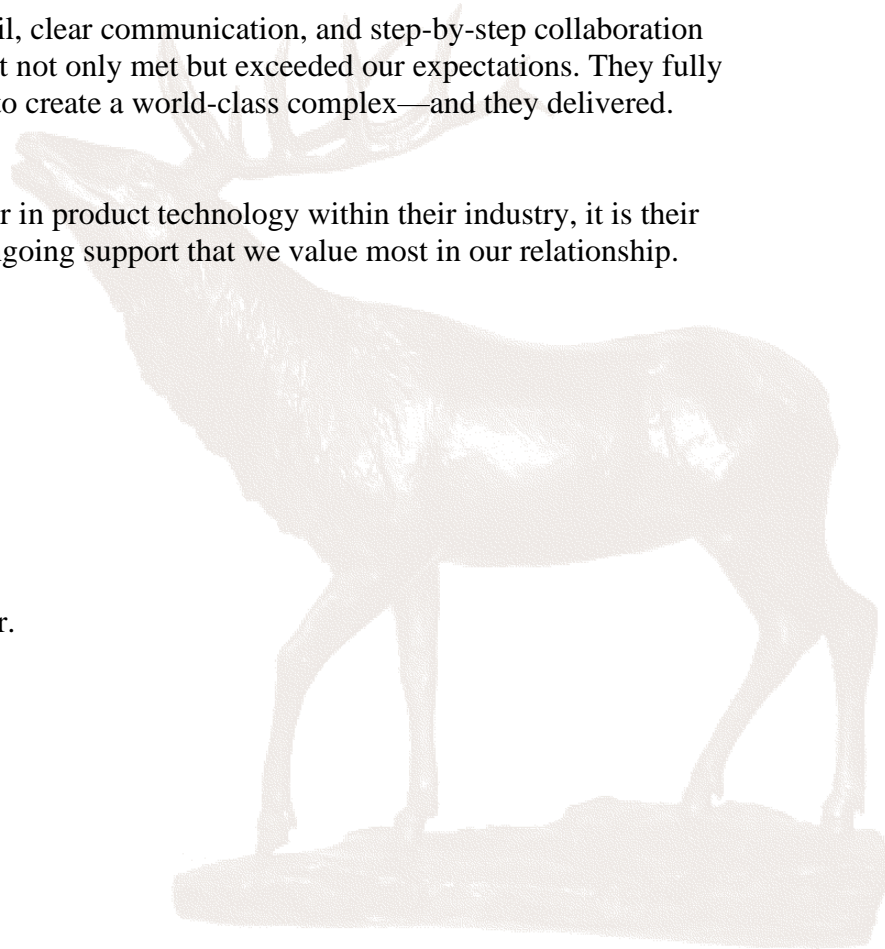 il, clear communication, and step-by-step collaboration
t not only met but exceeded our expectations. They fully
to create a world-class complex—and they delivered.
r in product technology within their industry, it is their
going support that we value most in our relationship.
r.